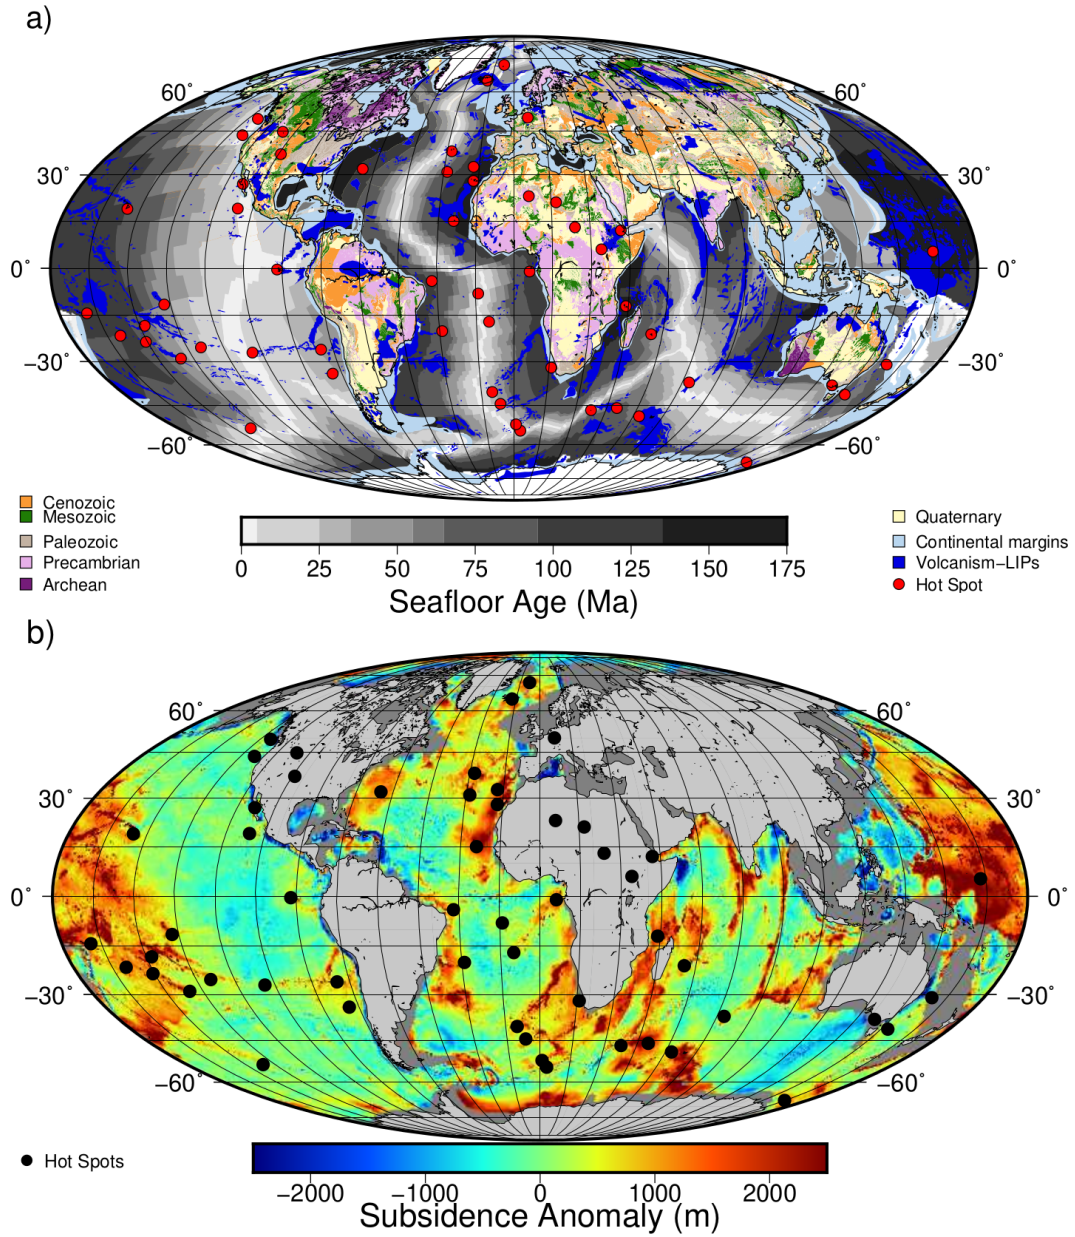 a)
60° 60°
30° 30°
0° 0°
−30° −30°
−60° −60°
Cenozoic
Mesozoic
Paleozoic
Precambrian
Archean
0 25 50 75 100 125 150 175
Seafloor Age (Ma)
Quaternary
Continental margins
Volcanism−LIPs
Hot Spot
b)
60° 60°
30° 30°
0° 0°
−30° −30°
−60° −60°
Hot Spots
−2000 −1000 0 1000 2000
Subsidence Anomaly (m)